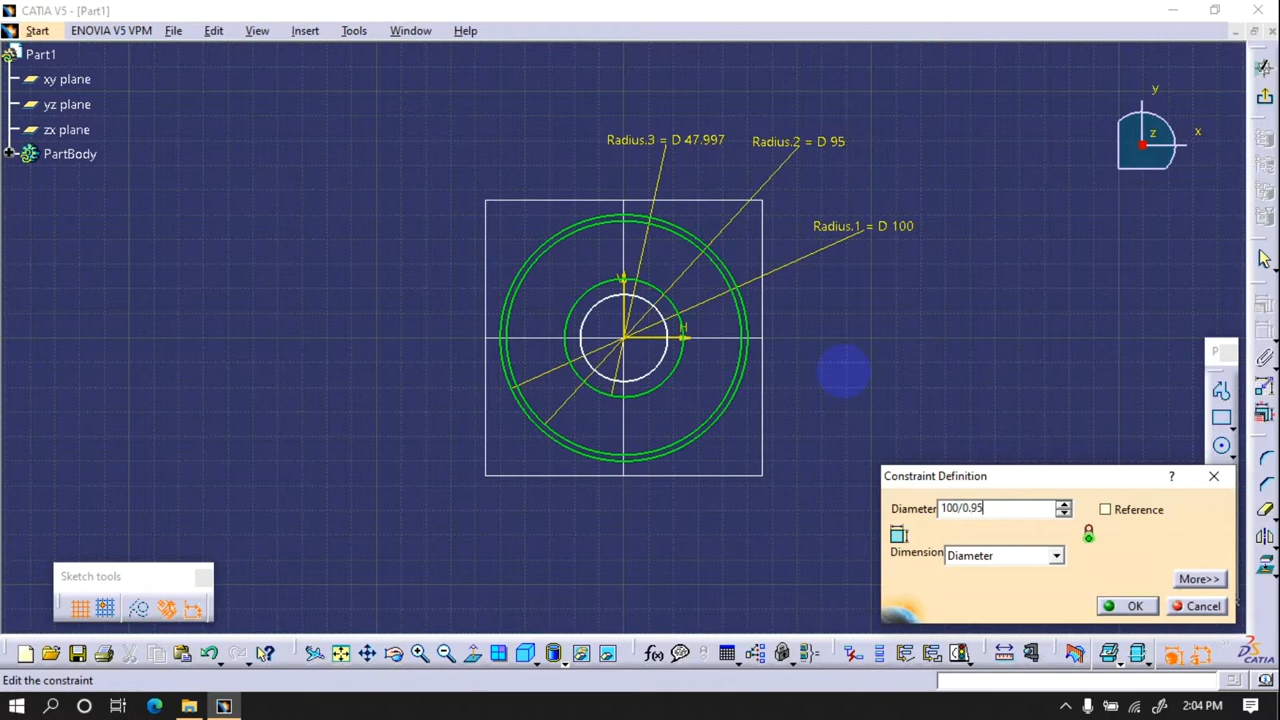 CATIA V5 - [Part1]
Start ENOVIA V5 VPM File Edit View Insert Tools Window Help
Part1
xy plane
yz plane
zx plane
PartBody
y
z
x
Radius.3 = D 47.997
Radius.2 = D 95
Radius.1 = D 100
V
H
P
Constraint Definition ?
Diameter 100/0.95
Reference
Dimension Diameter
More>>
OK Cancel
Sketch tools
f(x)
DS CATIA
Edit the constraint
2:04 PM